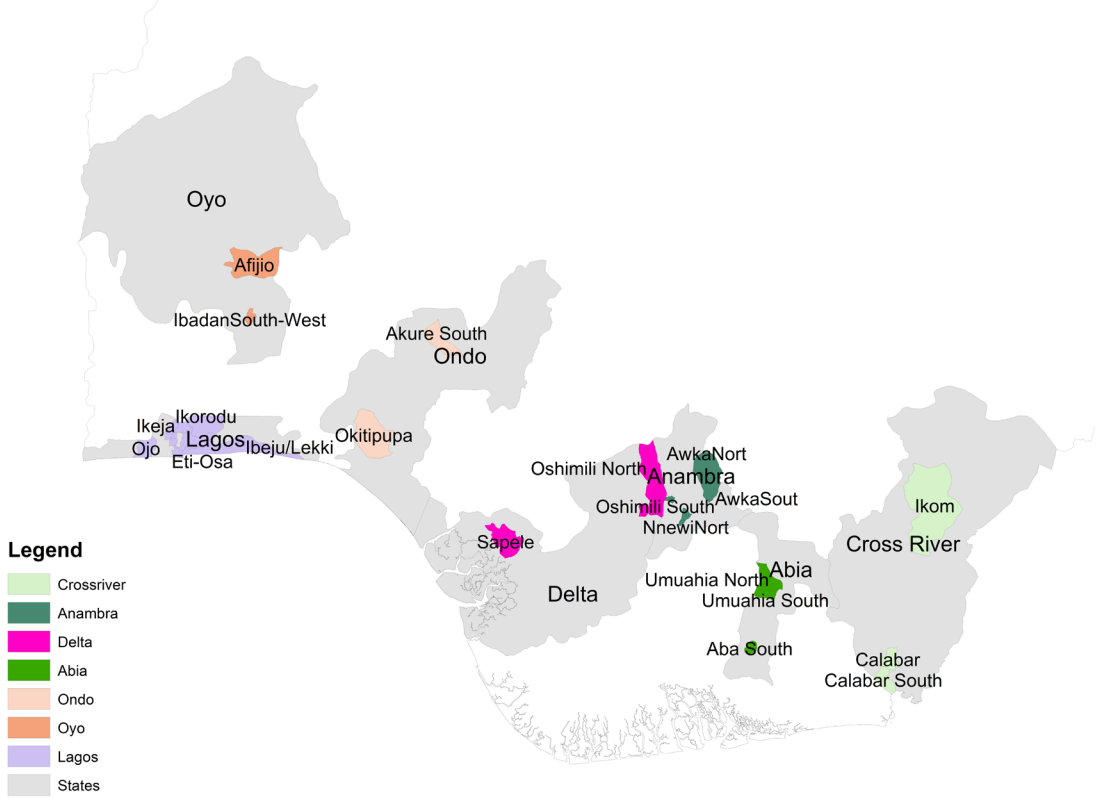 Oyo
Afijio
IbadanSouth-West
Akure South
Ondo
Ikorodu
Ikeja
Lagos
Ojo
Ibeju/Lekki
Eti-Osa
Okitipupa
AwkaNort
Oshimili North
Anambra
AwkaSout
Oshimili South
NnewiNort
Ikom
Sapele
Cross River
Abia
Umuahia North
Delta
Umuahia South
Aba South
Calabar
Calabar South
Legend
Crossriver
Anambra
Delta
Abia
Ondo
Oyo
Lagos
States